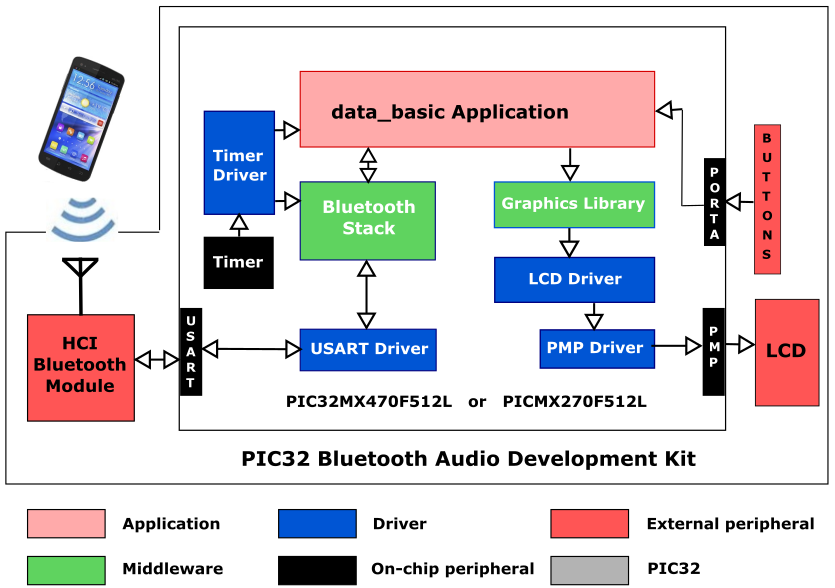 12:56
data_basic Application
Timer
Driver
Bluetooth
Stack
Graphics Library
PORTA
BUTTONS
Timer
LCD Driver
HCI
Bluetooth
Module
USART
USART Driver
PMP Driver
PMP
LCD
PIC32MX470F512L or PICMX270F512L
PIC32 Bluetooth Audio Development Kit
Application
Driver
External peripheral
Middleware
On-chip peripheral
PIC32